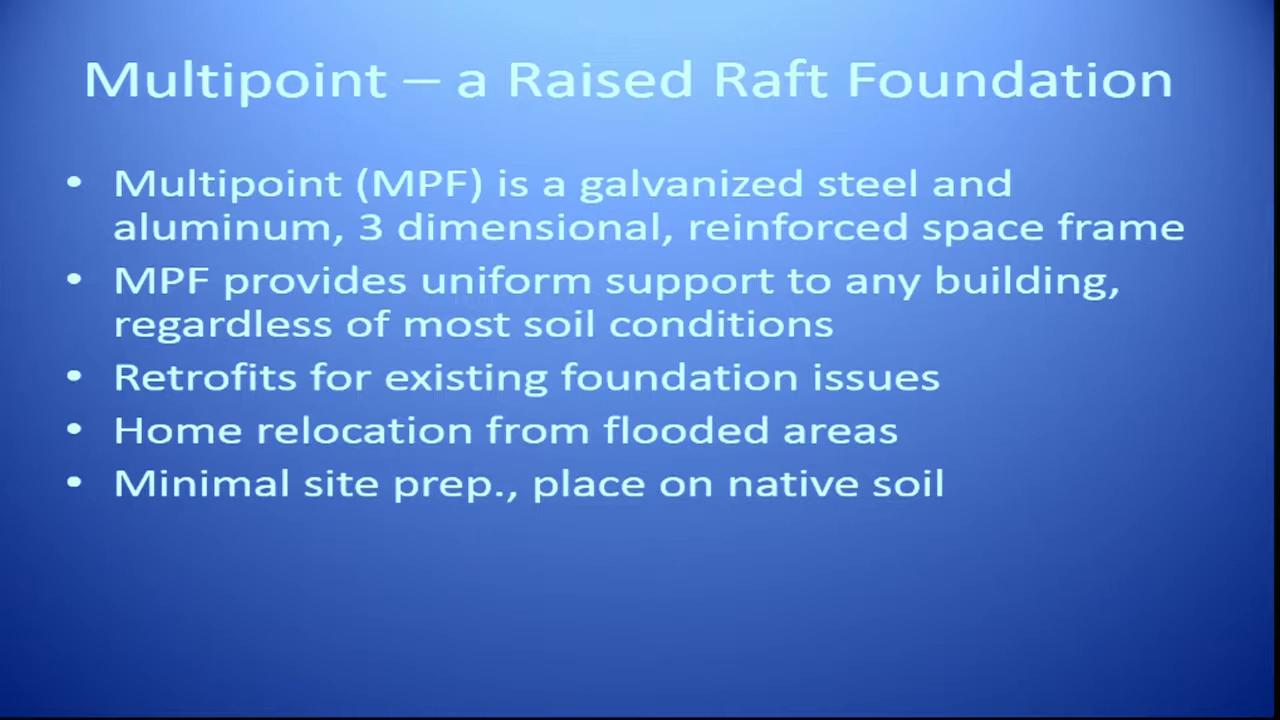 Multipoint – a Raised Raft Foundation
• Multipoint (MPF) is a galvanized steel and
aluminum, 3 dimensional, reinforced space frame
• MPF provides uniform support to any building,
regardless of most soil conditions
• Retrofits for existing foundation issues
• Home relocation from flooded areas
• Minimal site prep., place on native soil